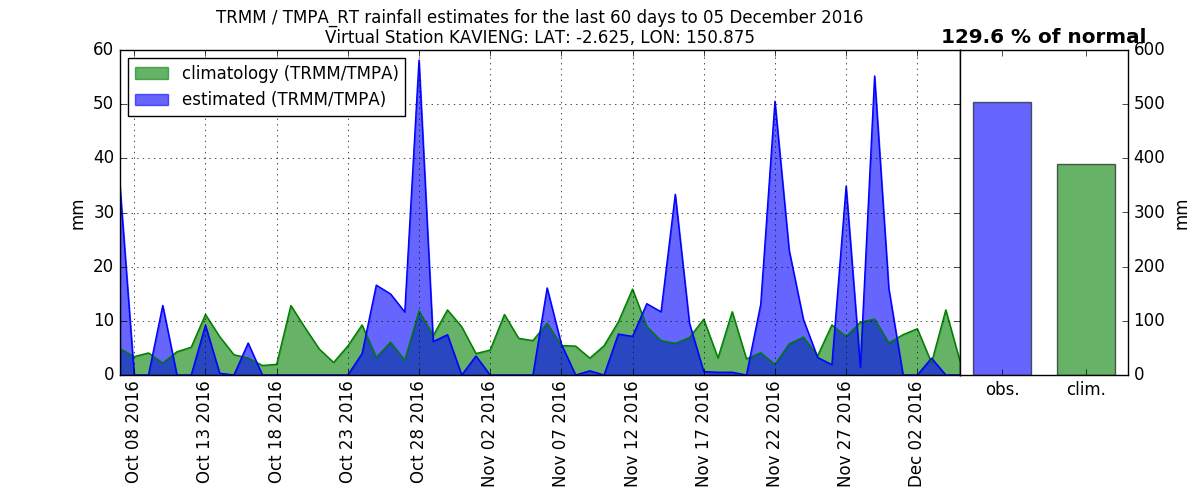 TRMM / TMPA_RT rainfall estimates for the last 60 days to 05 December 2016
Virtual Station KAVIENG: LAT: -2.625, LON: 150.875
129.6 % of normal
climatology (TRMM/TMPA)
estimated (TRMM/TMPA)
60
50
40
30
20
10
0
mm
600
500
400
300
200
100
0
mm
Oct 08 2016
Oct 13 2016
Oct 18 2016
Oct 23 2016
Oct 28 2016
Nov 02 2016
Nov 07 2016
Nov 12 2016
Nov 17 2016
Nov 22 2016
Nov 27 2016
Dec 02 2016
obs.
clim.